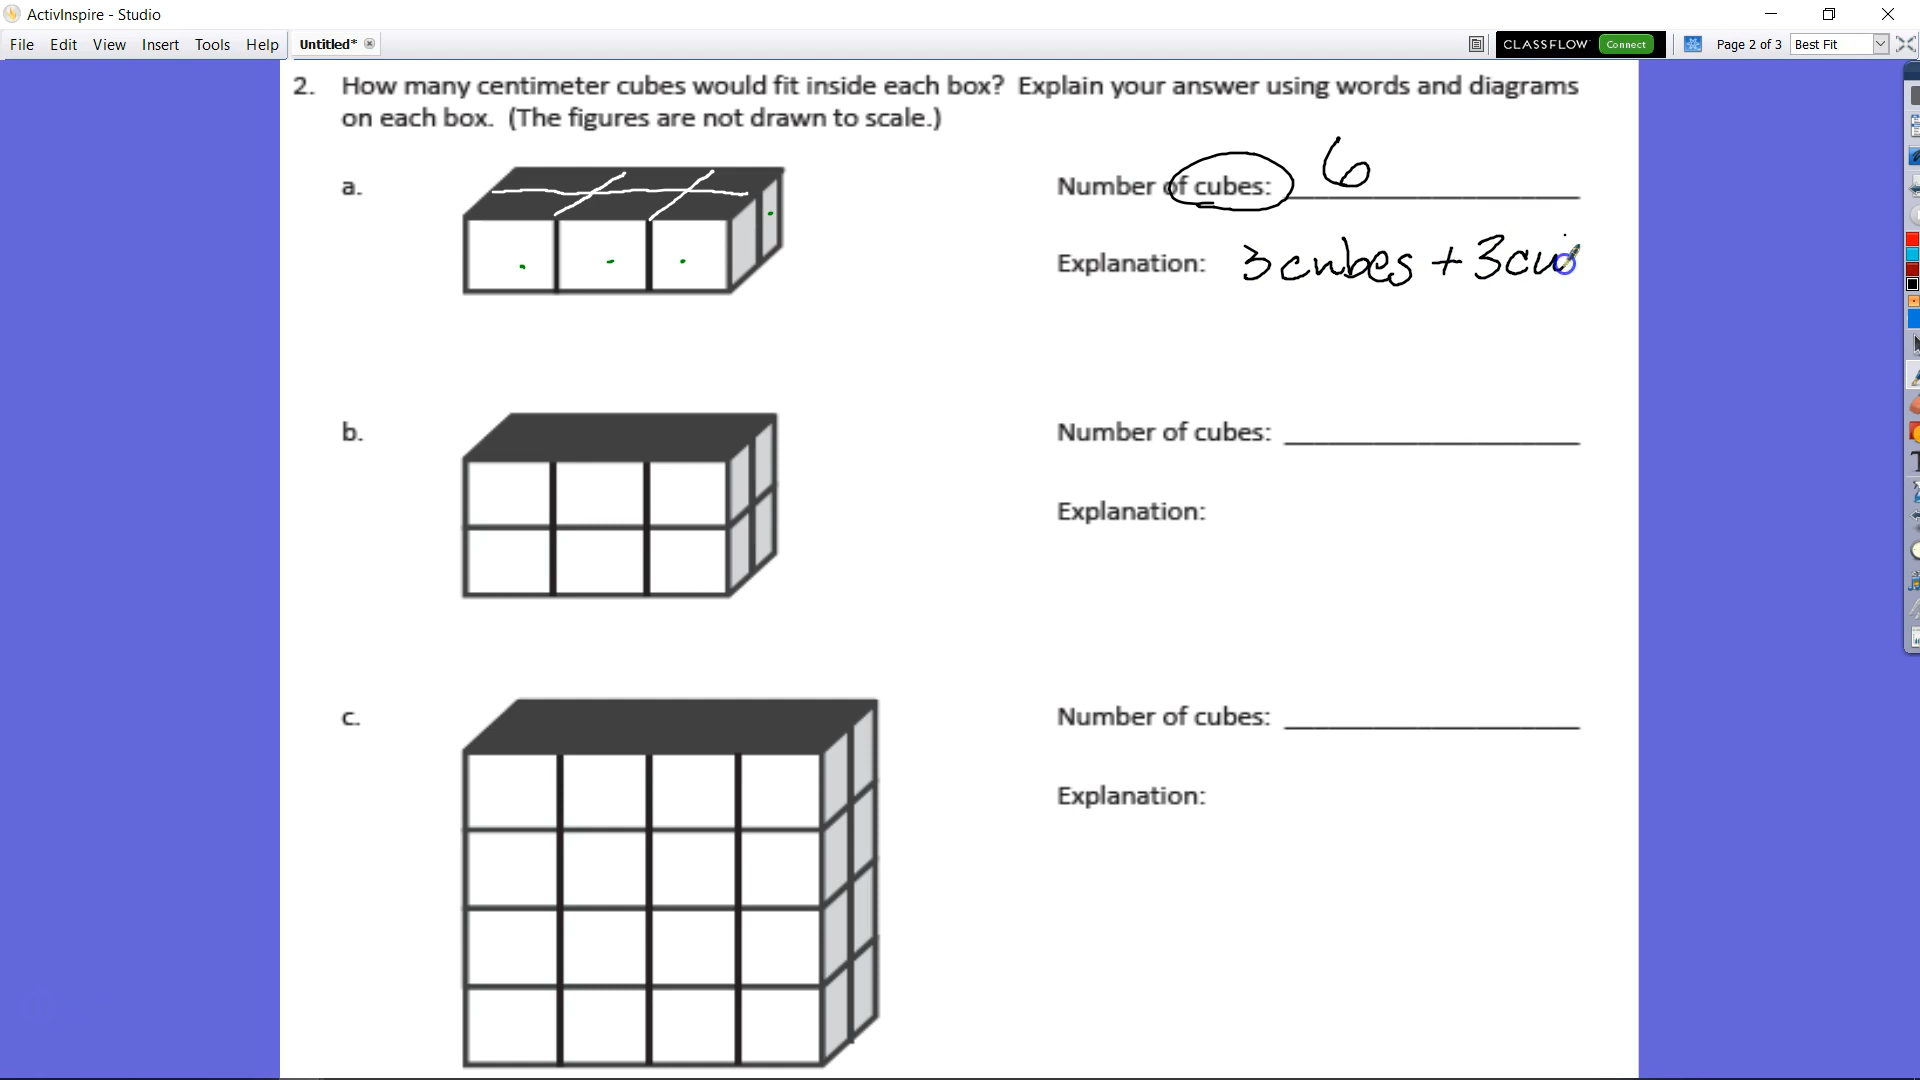 ActivInspire - Studio
File Edit View Insert Tools Help Untitled* CLASSFLOW Connect Page 2 of 3 Best Fit
2. How many centimeter cubes would fit inside each box? Explain your answer using words and diagrams
on each box. (The figures are not drawn to scale.)
a. Number of cubes: 6
Explanation: 3 cubes + 3 cu
b. Number of cubes:
Explanation:
c. Number of cubes:
Explanation: